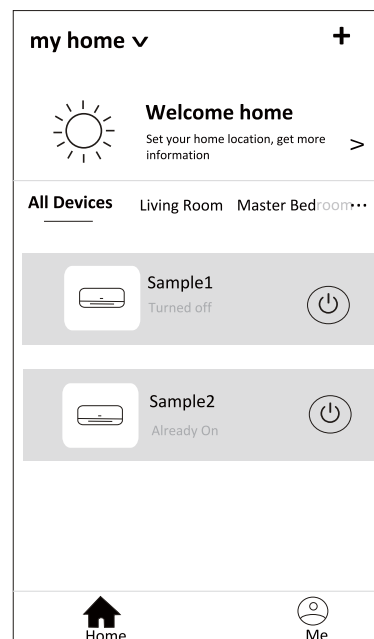 my home
Welcome home
Set your home location, get more
information
All Devices Living Room Master Bedroom ...
Sample1
Turned off
Sample2
Already On
Home Me